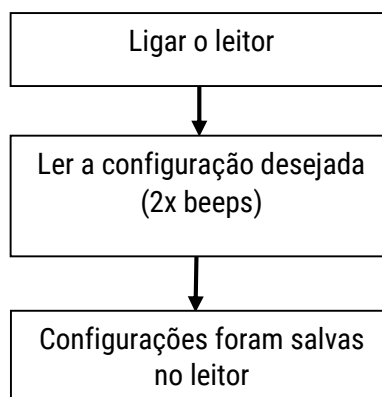 Ligar o leitor
Ler a configuração desejada
(2x beeps)
Configurações foram salvas
no leitor